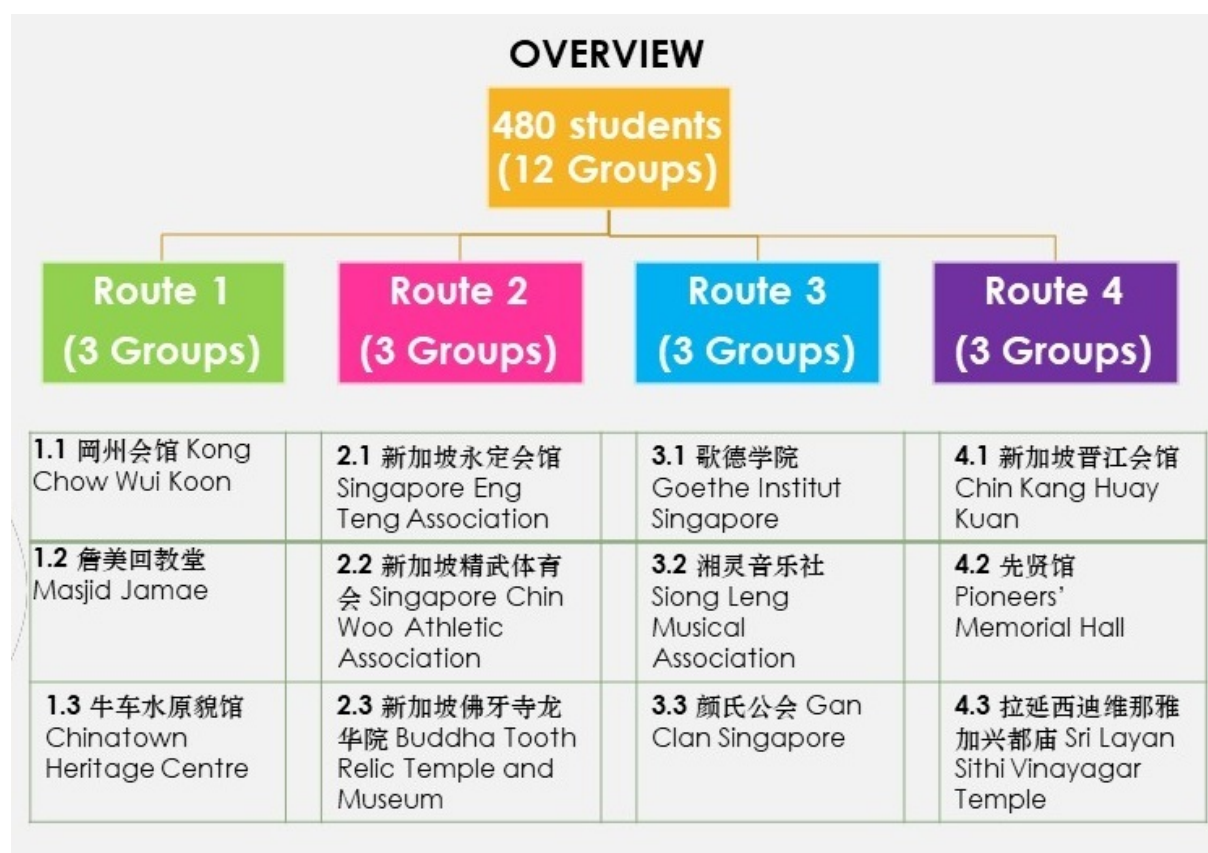 OVERVIEW
480 students
(12 Groups)
Route 1
(3 Groups)
Route 2
(3 Groups)
Route 3
(3 Groups)
Route 4
(3 Groups)
1.1 冈州会馆 Kong
Chow Wui Koon
2.1 新加坡永定会馆
Singapore Eng
Teng Association
3.1 歌德学院
Goethe Institut
Singapore
4.1 新加坡晋江会馆
Chin Kang Huay
Kuan
1.2 詹美回教堂
Masjid Jamae
2.2 新加坡精武体育
会 Singapore Chin
Woo Athletic
Association
3.2 湘灵音乐社
Siong Leng
Musical
Association
4.2 先贤馆
Pioneers’
Memorial Hall
1.3 牛车水原貌馆
Chinatown
Heritage Centre
2.3 新加坡佛牙寺龙
华院 Buddha Tooth
Relic Temple and
Museum
3.3 颜氏公会 Gan
Clan Singapore
4.3 拉延西迪维那雅
加兴都庙 Sri Layan
Sithi Vinayagar
Temple